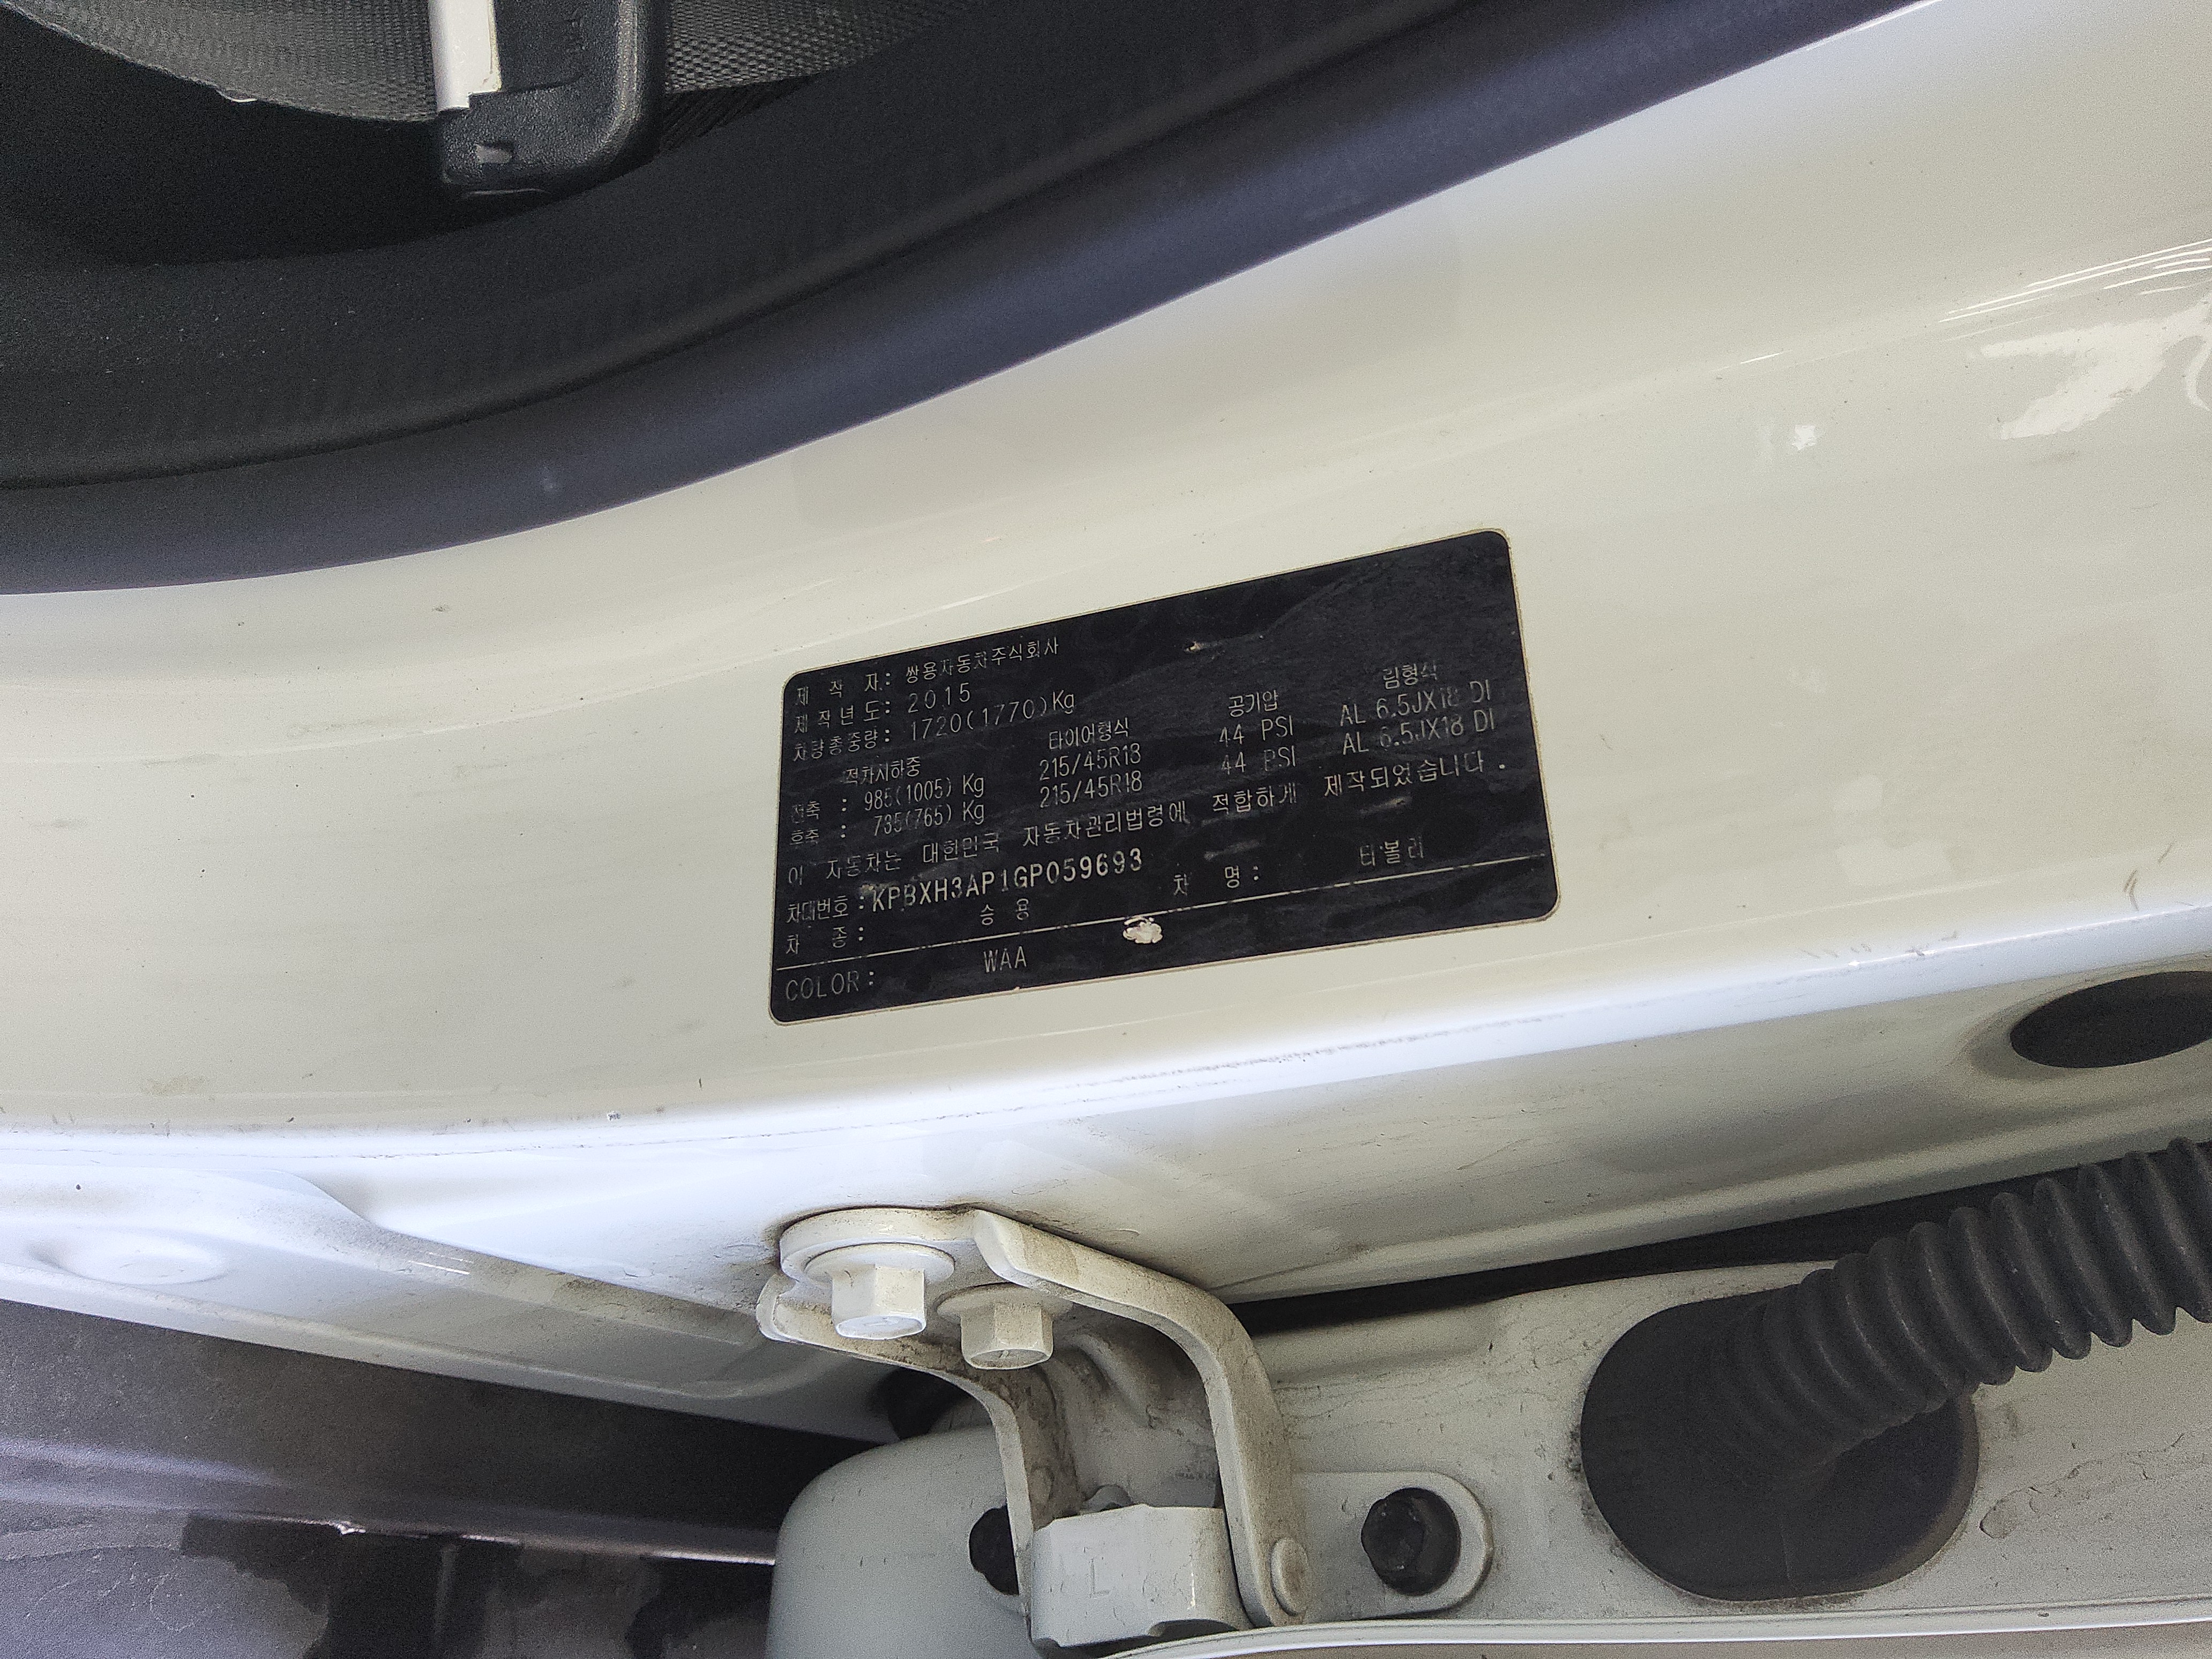 제 작 자: 쌍용자동차주식회사
제작년도: 2015
차량총중량: 1720(1770)Kg
적차시하중 타이어형식 공기압 림형식
전축 : 985(1005) Kg 215/45R18 44 PSI AL 6.5JX18 DI
후축 : 735(765) Kg 215/45R18 44 PSI AL 6.5JX18 DI
이 자동차는 대한민국 자동차관리법령에 적합하게 제작되었습니다.
차대번호:KPBXH3AP1GP059693
차 종: 승 용 차 명: 티볼리
COLOR: WAA
L